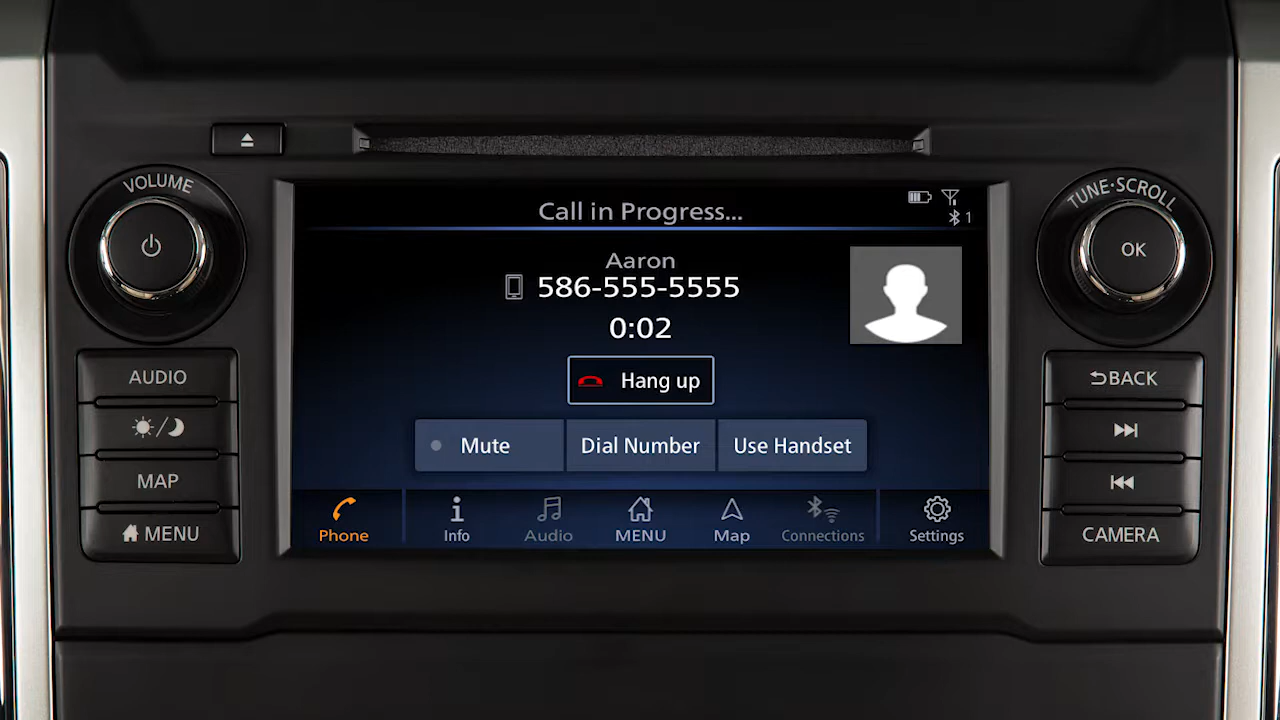 VOLUME
TUNE·SCROLL
OK
Call in Progress...
1
Aaron
586-555-5555
0:02
Hang up
Mute
Dial Number
Use Handset
Phone
Info
Audio
MENU
Map
Connections
Settings
AUDIO
MAP
MENU
BACK
CAMERA